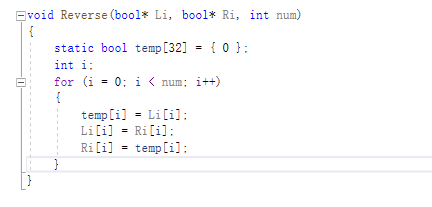 void Reverse(bool* Li, bool* Ri, int num)
{
static bool temp[32] = { 0 };
int i;
for (i = 0; i < num; i++)
{
temp[i] = Li[i];
Li[i] = Ri[i];
Ri[i] = temp[i];
}
}